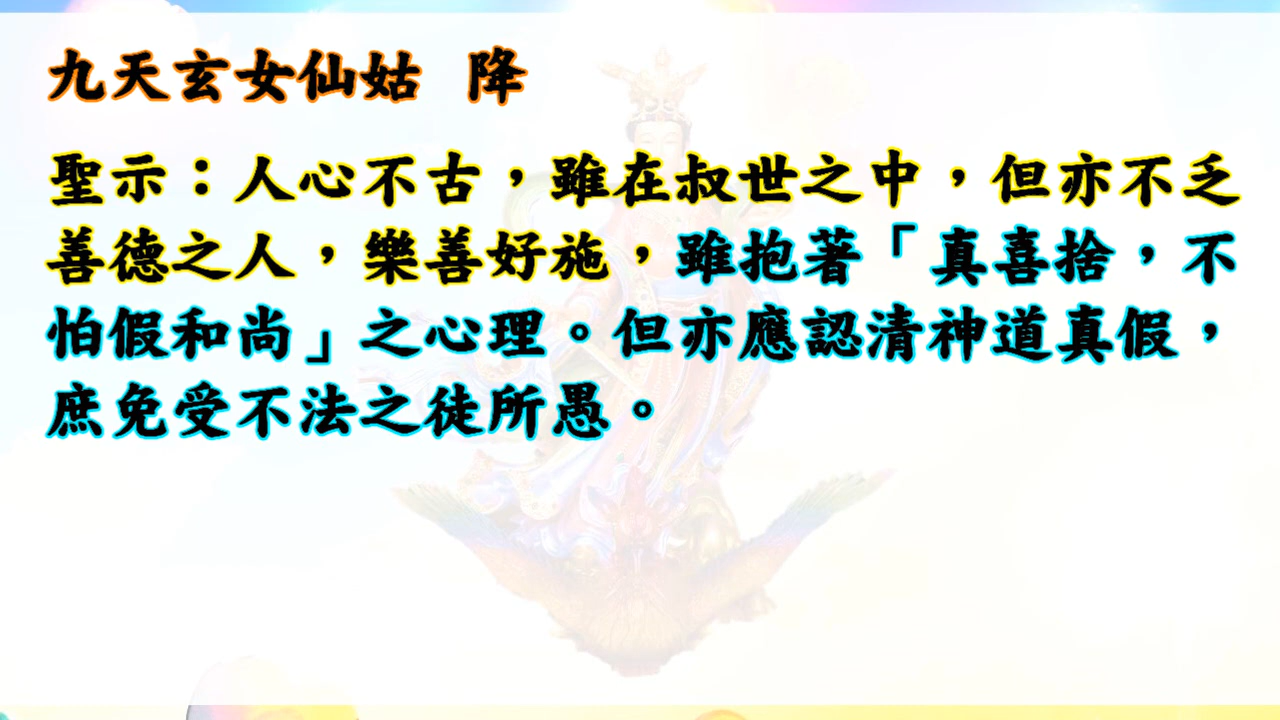 九天玄女仙姑 降
聖示：人心不古，雖在叔世之中，但亦不乏
善德之人，樂善好施，雖抱著「真喜捨，不
怕假和尚」之心理。但亦應認清神道真假，
庶免受不法之徒所愚。